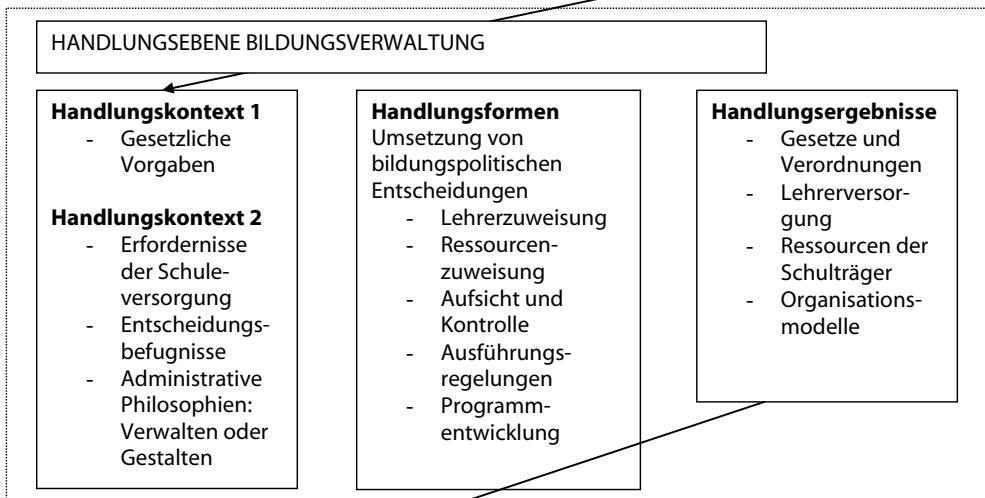 HANDLUNGSEBENE BILDUNGSVERWALTUNG
Handlungskontext 1
- Gesetzliche
Vorgaben
Handlungskontext 2
- Erfordernisse
der Schule-
versorgung
- Entscheidungs-
befugnisse
- Administrative
Philosophien:
Verwalten oder
Gestalten
Handlungsformen
Umsetzung von
bildungspolitischen
Entscheidungen
- Lehrerzuweisung
- Ressourcen-
zuweisung
- Aufsicht und
Kontrolle
- Ausführungs-
regelungen
- Programm-
entwicklung
Handlungsergebnisse
- Gesetze und
Verordnungen
- Lehrerversor-
gung
- Ressourcen der
Schulträger
- Organisations-
modelle